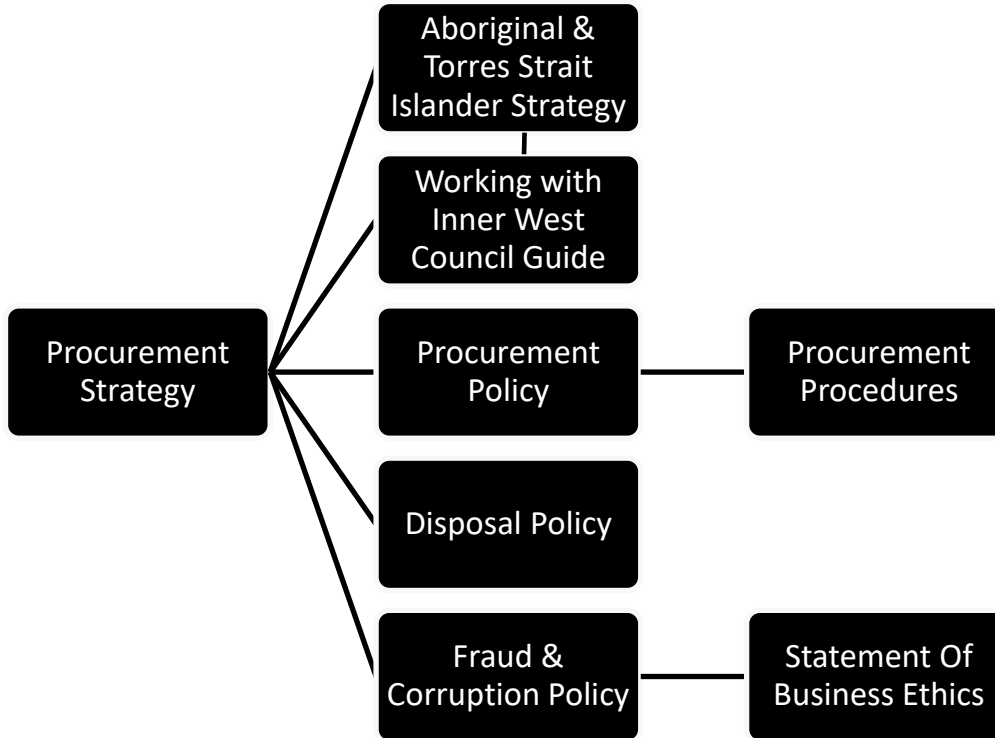 Aboriginal &
Torres Strait
Islander Strategy
Working with
Inner West
Council Guide
Procurement
Strategy
Procurement
Policy
Procurement
Procedures
Disposal Policy
Fraud &
Corruption Policy
Statement Of
Business Ethics